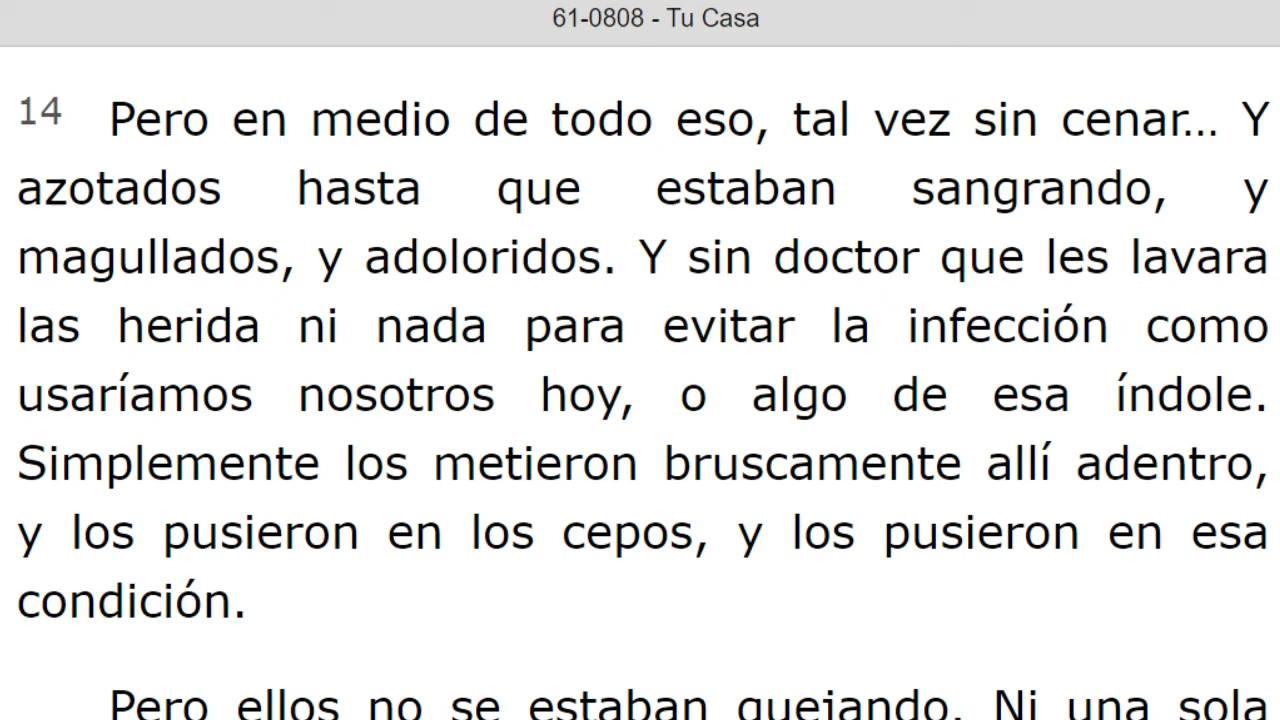 61-0808 - Tu Casa
14 Pero en medio de todo eso, tal vez sin cenar... Y
azotados hasta que estaban sangrando, y
magullados, y adoloridos. Y sin doctor que les lavara
las herida ni nada para evitar la infección como
usaríamos nosotros hoy, o algo de esa índole.
Simplemente los metieron bruscamente allí adentro,
y los pusieron en los cepos, y los pusieron en esa
condición.
Pero ellos no se estaban quejando. Ni una sola